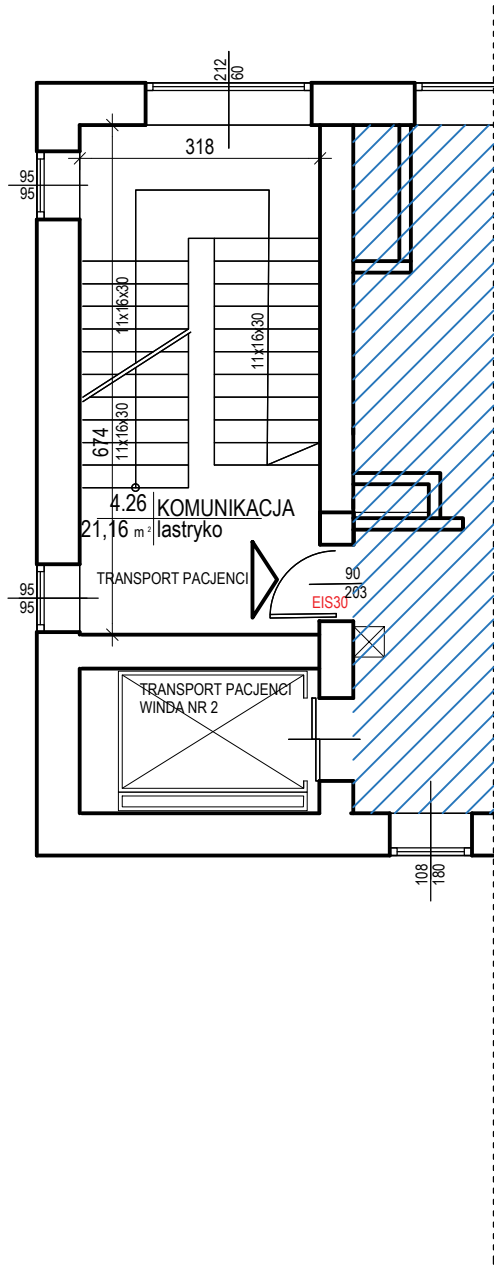 212
60
318
95
95
11x16x30
11x16x30
674
11x16x30
4.26 KOMUNIKACJA
21,16 m² lastryko
TRANSPORT PACJENCI
90
203
EIS30
95
95
TRANSPORT PACJENCI
WINDA NR 2
108
180